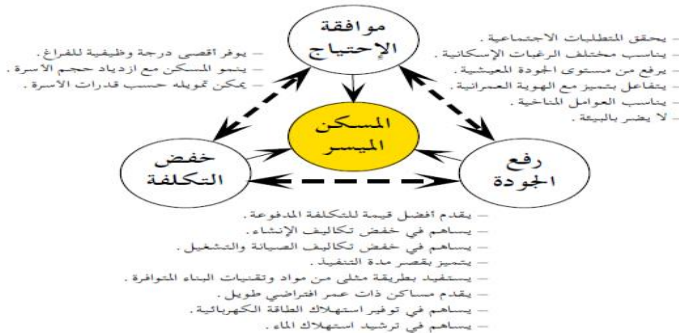 موافقة
الإحتياج
— يحقق المتطلبات الاجتماعية.
— يناسب مختلف الرغبات الإسكانية.
— يرفع من مستوى الجودة المعيشية.
— يتفاعل بتميز مع الهوية العمرانية.
— يناسب العوامل المناخية.
— لا يضر بالبيئة.
— يوفر أقصى درجة وظيفية للفراغ.
— ينمو المسكن مع ازدياد حجم الأسرة.
— يمكن تمويله حسب قدرات الأسرة.
المسكن
الميسر
رفع
الجودة
خفض
التكلفة
— يقدم أفضل قيمة للتكلفة المدفوعة.
— يساهم في خفض تكاليف الإنشاء.
— يساهم في خفض تكاليف الصيانة والتشغيل.
— يتميز بقصر مدة التنفيذ.
— يستفيد بطريقة مثلى من مواد وتقنيات البناء المتوافرة.
— يقدم مساكن ذات عمر افتراضي طويل.
— يساهم في توفير استهلاك الطاقة الكهربائية.
— يساهم في ترشيد استهلاك الماء.